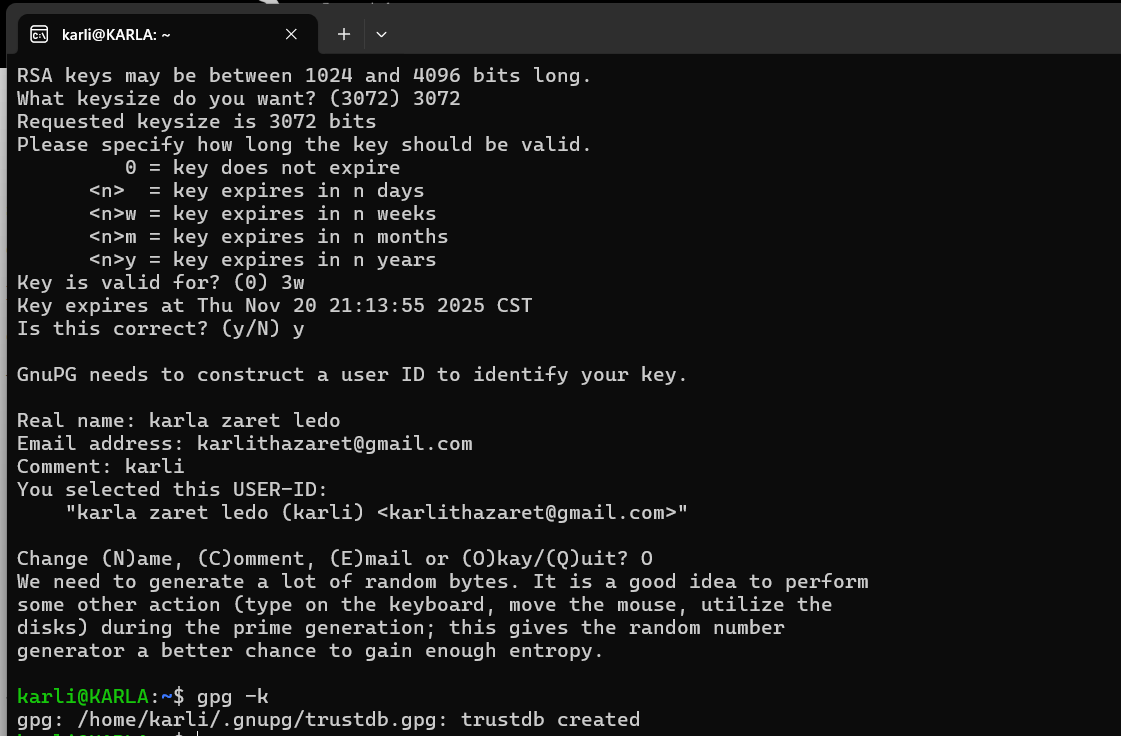 karli@KARLA: ~
RSA keys may be between 1024 and 4096 bits long.
What keysize do you want? (3072) 3072
Requested keysize is 3072 bits
Please specify how long the key should be valid.
         0 = key does not expire
      <n>  = key expires in n days
      <n>w = key expires in n weeks
      <n>m = key expires in n months
      <n>y = key expires in n years
Key is valid for? (0) 3w
Key expires at Thu Nov 20 21:13:55 2025 CST
Is this correct? (y/N) y
GnuPG needs to construct a user ID to identify your key.
Real name: karla zaret ledo
Email address: karlithazaret@gmail.com
Comment: karli
You selected this USER-ID:
    "karla zaret ledo (karli) <karlithazaret@gmail.com>"
Change (N)ame, (C)omment, (E)mail or (O)kay/(Q)uit? O
We need to generate a lot of random bytes. It is a good idea to perform
some other action (type on the keyboard, move the mouse, utilize the
disks) during the prime generation; this gives the random number
generator a better chance to gain enough entropy.
karli@KARLA:~$ gpg -k
gpg: /home/karli/.gnupg/trustdb.gpg: trustdb created